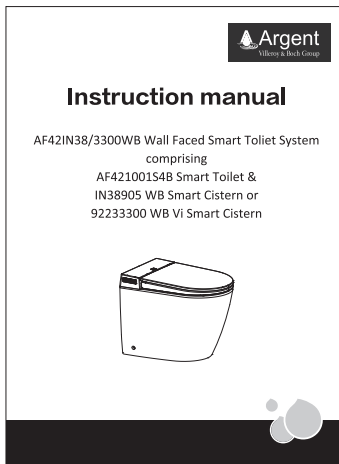 Argent
Villeroy & Boch Group
Instruction manual
AF42IN38/3300WB Wall Faced Smart Toliet System
comprising
AF421001S4B Smart Toilet &
IN38905 WB Smart Cistern or
92233300 WB Vi Smart Cistern